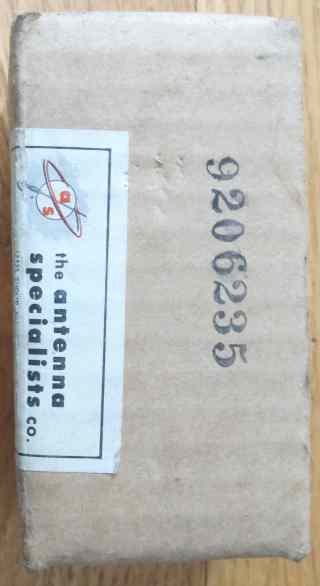 a
s
the antenna
specialists co.
9206235